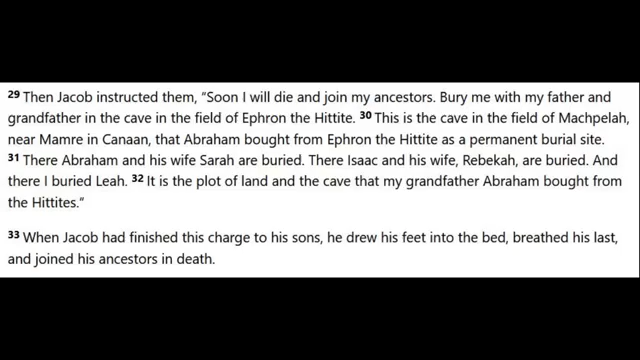 29 Then Jacob instructed them, “Soon I will die and join my ancestors. Bury me with my father and
grandfather in the cave in the field of Ephron the Hittite. 30 This is the cave in the field of Machpelah,
near Mamre in Canaan, that Abraham bought from Ephron the Hittite as a permanent burial site.
31 There Abraham and his wife Sarah are buried. There Isaac and his wife, Rebekah, are buried. And
there I buried Leah. 32 It is the plot of land and the cave that my grandfather Abraham bought from
the Hittites.”
33 When Jacob had finished this charge to his sons, he drew his feet into the bed, breathed his last,
and joined his ancestors in death.